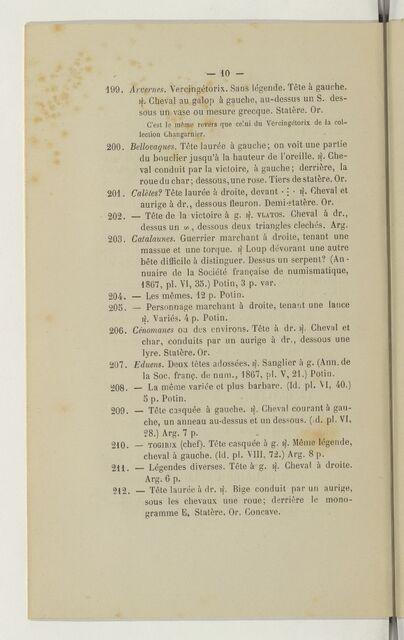 — 10 —
199. Arvernes. Vercingétorix. Sans légende. Tête à gauche.
℟. Cheval au galop à gauche, au-dessus un S. des-
sous un vase ou mesure grecque. Statère. Or.
C'est le même revers que celui du Vercingétorix de la col-
lection Changarnier.
200. Bellovaques. Tête laurée à gauche; on voit une partie
du bouclier jusqu'à la hauteur de l'oreille. ℟. Che-
val conduit par la victoire, à gauche; derrière, la
roue du char; dessous, une rose. Tiers de statère. Or.
201. Calètes? Tête laurée à droite, devant · ⁝ · ℟. Cheval et
aurige à dr., dessous fleuron. Demi-statère. Or.
202. — Tête de la victoire à g. ℟. VLATOS. Cheval à dr.,
dessus un ∞, dessous deux triangles clechés. Arg.
203. Catalaunes. Guerrier marchant à droite, tenant une
massue et une torque. ℟ Loup dévorant une autre
bête difficile à distinguer. Dessus un serpent? (An-
nuaire de la Société française de numismatique,
1867, pl. VI, 35.) Potin, 3 p. var.
204. — Les mêmes. 12 p. Potin.
205. — Personnage marchant à droite, tenant une lance
℟. Variés. 4 p. Potin.
206. Cénomanes ou des environs. Tête à dr. ℟. Cheval et
char, conduits par un aurige à dr., dessous une
lyre. Statère. Or.
207. Eduens. Deux têtes adossées. ℟. Sanglier à g. (Ann. de
la Soc. franç. de num., 1867, pl. V, 21.) Potin.
208. — La même variée et plus barbare. (Id. pl. VI, 40.)
5 p. Potin.
209. — Tête casquée à gauche. ℟. Cheval courant à gau-
che, un anneau au-dessus et un dessous. (Id. pl. VI,
28.) Arg. 7 p.
210. — TOGIRIX (chef). Tête casquée à g. ℟. Même légende,
cheval à gauche. (Id. pl. VIII, 72.) Arg. 8 p.
211. — Légendes diverses. Tête à g. ℟. Cheval à droite.
Arg. 6 p.
212. — Tête laurée à dr. ℟. Bige conduit par un aurige,
sous les chevaux une roue; derrière le mono-
gramme E, Statère. Or. Concave.